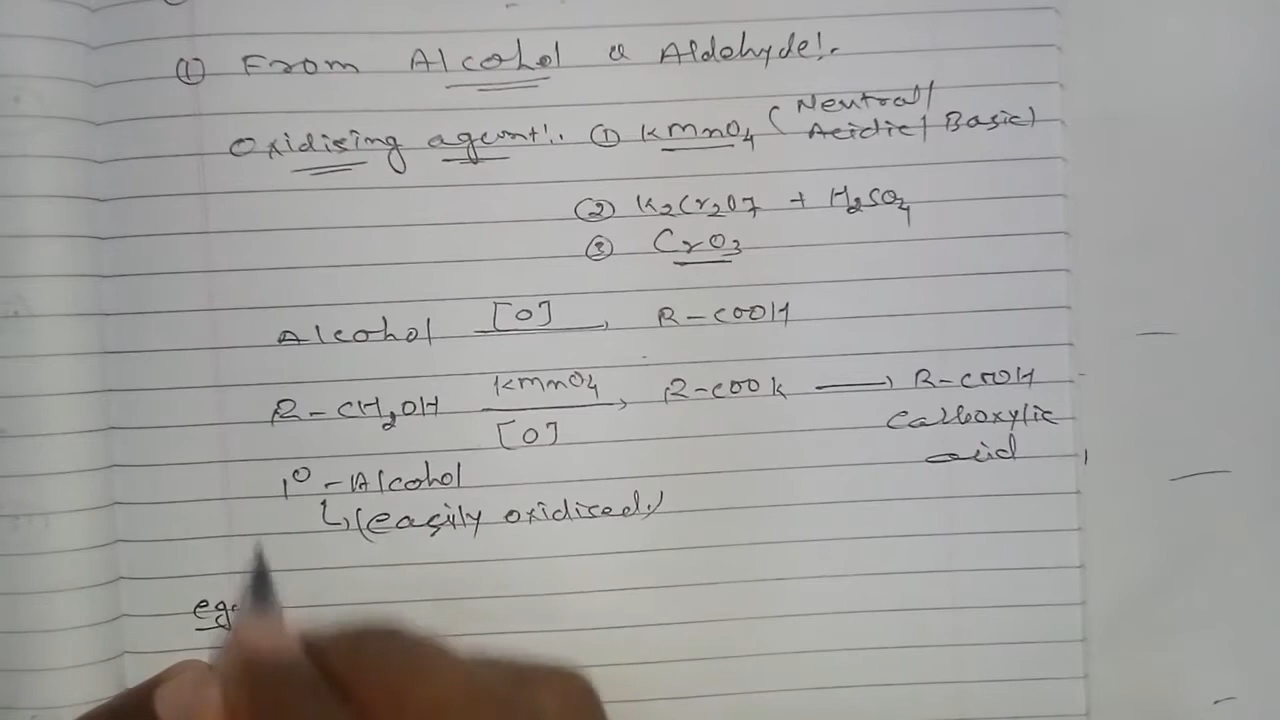 ① From Alcohol & Aldehyde:-
Oxidising agent:- ① KMnO4 (Neutral/
Acidic/Basic)
② K2Cr2O7 + H2SO4
③ CrO3
Alcohol [O] → R-COOH
R-CH2OH KMnO4 [O] → R-COOK → R-COOH
Carboxylic
acid
1°-Alcohol
↳(easily oxidised)
eg: